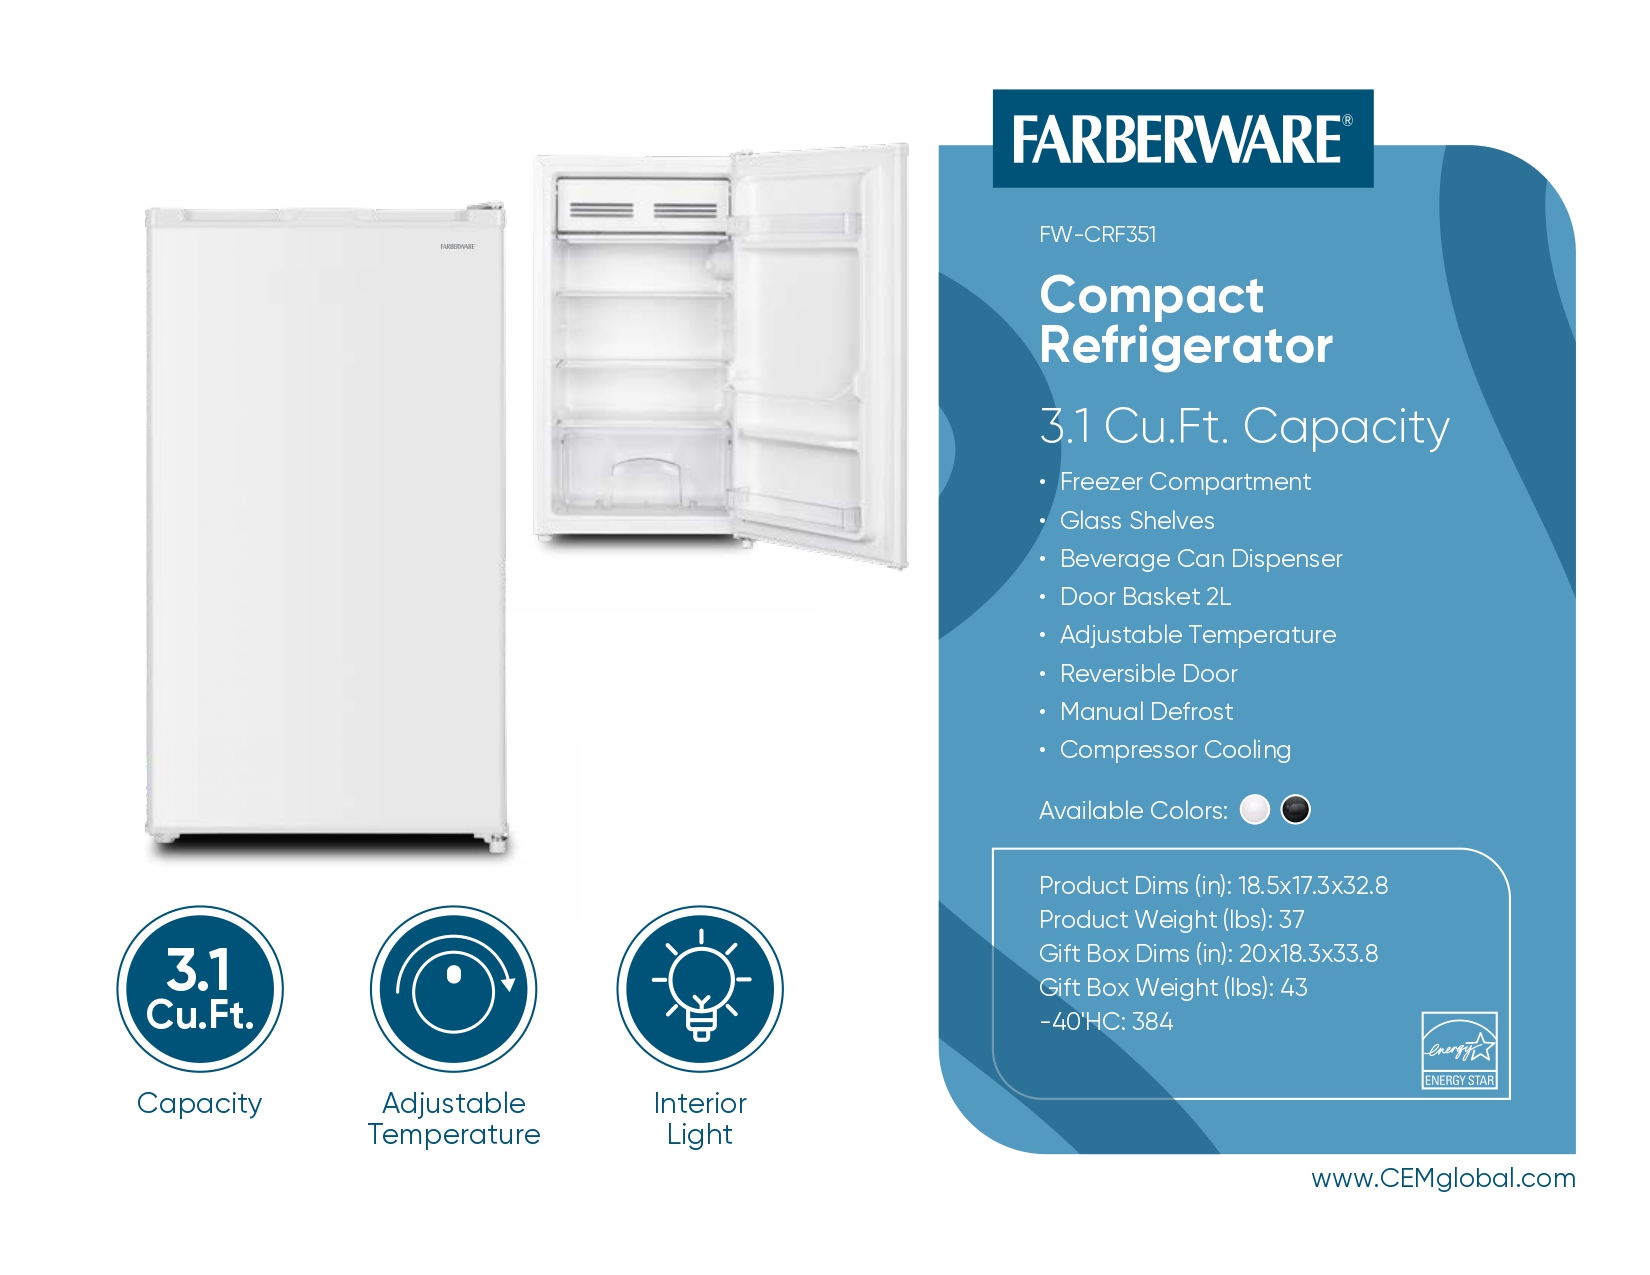 FARBERWARE®
FARBERWARE
FW-CRF351
Compact
Refrigerator
3.1 Cu.Ft. Capacity
• Freezer Compartment
• Glass Shelves
• Beverage Can Dispenser
• Door Basket 2L
• Adjustable Temperature
• Reversible Door
• Manual Defrost
• Compressor Cooling
Available Colors:
Product Dims (in): 18.5x17.3x32.8
Product Weight (lbs): 37
Gift Box Dims (in): 20x18.3x33.8
Gift Box Weight (lbs): 43
-40'HC: 384
energy
ENERGY STAR
3.1
Cu.Ft.
Capacity
Adjustable
Temperature
Interior
Light
www.CEMglobal.com